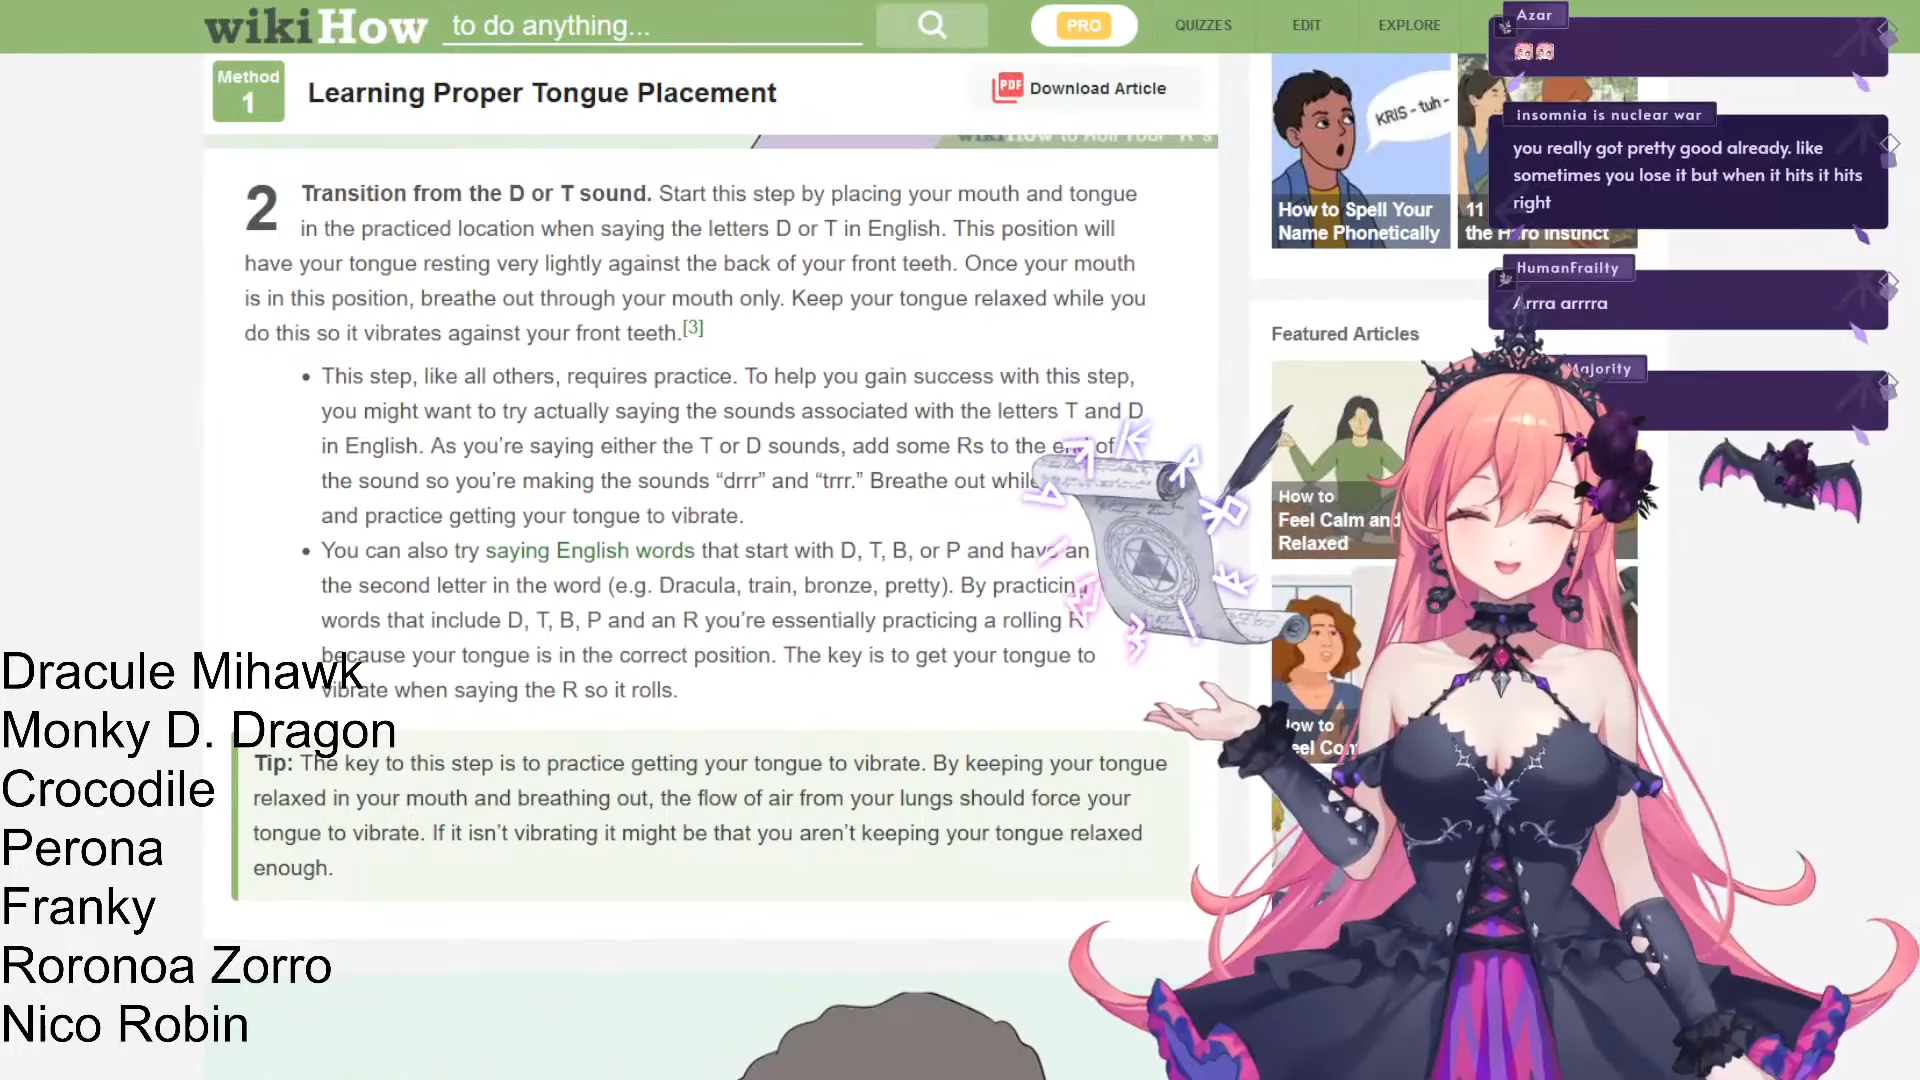 wikiHow to do anything... PRO QUIZZES EDIT EXPLORE
Method
1
Learning Proper Tongue Placement
PDF Download Article
2 Transition from the D or T sound. Start this step by placing your mouth and tongue
in the practiced location when saying the letters D or T in English. This position will
have your tongue resting very lightly against the back of your front teeth. Once your mouth
is in this position, breathe out through your mouth only. Keep your tongue relaxed while you
do this so it vibrates against your front teeth.[3]
• This step, like all others, requires practice. To help you gain success with this step,
you might want to try actually saying the sounds associated with the letters T and D
in English. As you're saying either the T or D sounds, add some Rs to the end of
the sound so you're making the sounds “drrr” and “trrr.” Breathe out while
and practice getting your tongue to vibrate.
• You can also try saying English words that start with D, T, B, or P and have an
the second letter in the word (e.g. Dracula, train, bronze, pretty). By practicing
words that include D, T, B, P and an R you're essentially practicing a rolling R
because your tongue is in the correct position. The key is to get your tongue to
vibrate when saying the R so it rolls.
Tip: The key to this step is to practice getting your tongue to vibrate. By keeping your tongue
relaxed in your mouth and breathing out, the flow of air from your lungs should force your
tongue to vibrate. If it isn't vibrating it might be that you aren't keeping your tongue relaxed
enough.
Dracule Mihawk
Monky D. Dragon
Crocodile
Perona
Franky
Roronoa Zorro
Nico Robin
KRIS - tuh -
How to Spell Your
Name Phonetically
11
the Hero Instinct
Featured Articles
How to
Feel Calm and
Relaxed
How to
Feel
Azar
insomnia is nuclear war
you really got pretty good already. like
sometimes you lose it but when it hits it hits
right
HumanFrailty
Arrra arrrra
Majority